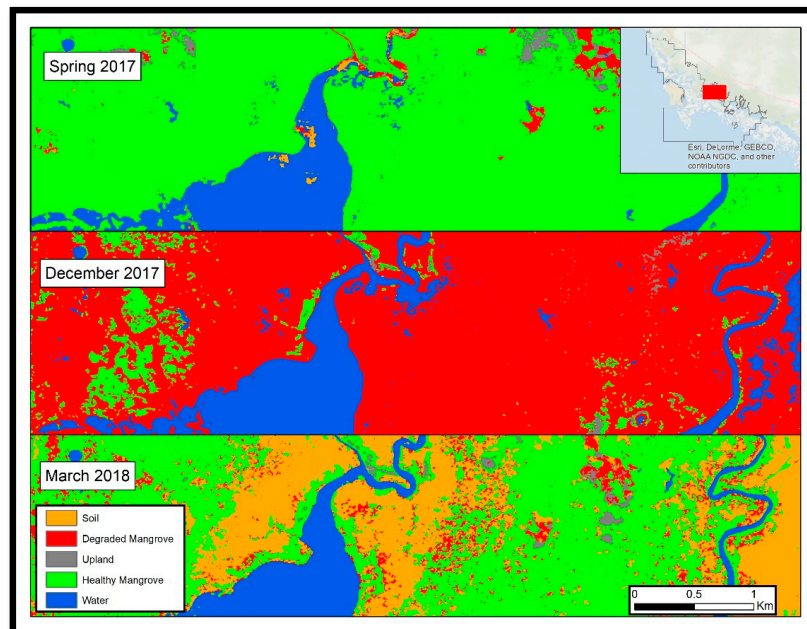 Spring 2017
Esri, DeLorme, GEBCO,
NOAA NGDC, and other
contributors
December 2017
March 2018
Soil
Degraded Mangrove
Upland
Healthy Mangrove
Water
0 0.5 1
Km